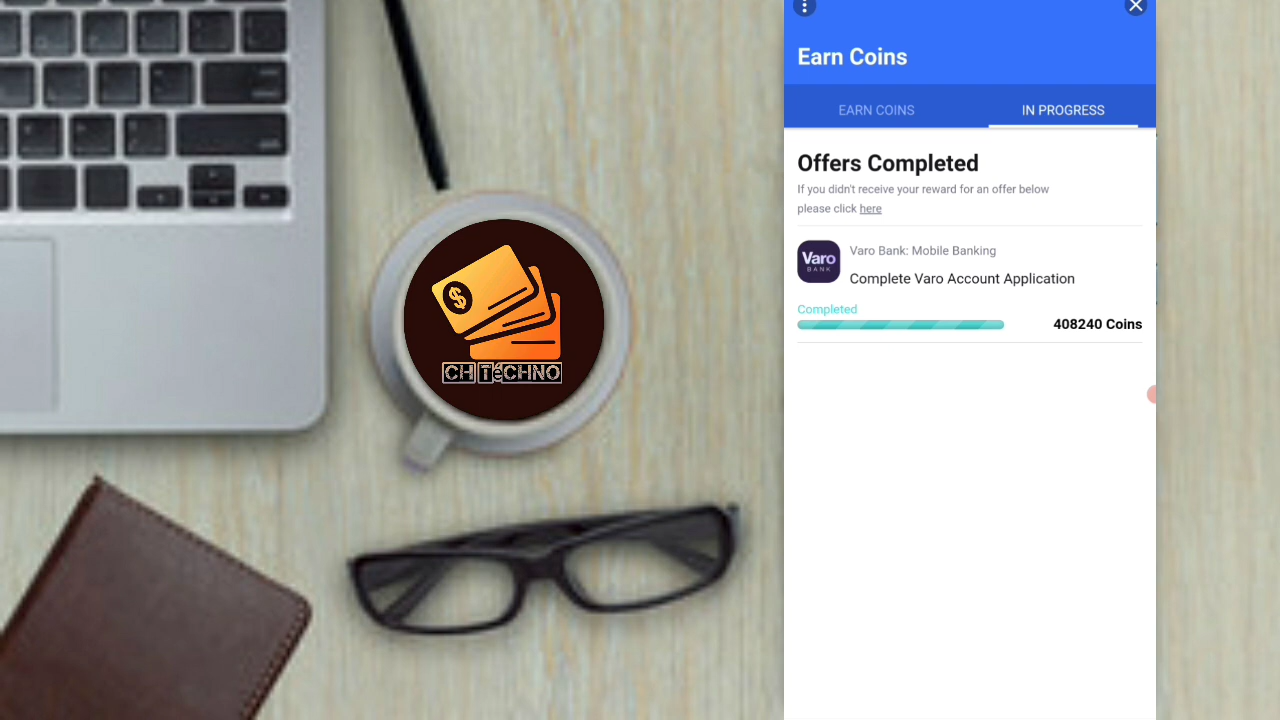 CH TéCHNO
Earn Coins
EARN COINS
IN PROGRESS
Offers Completed
If you didn't receive your reward for an offer below
please click here
Varo
BANK
Varo Bank: Mobile Banking
Complete Varo Account Application
Completed
408240 Coins